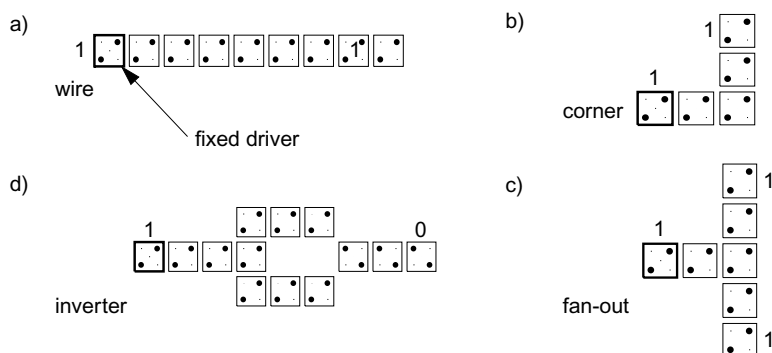 a)
1
1
wire
fixed driver
b)
1
1
corner
d)
1
0
inverter
c)
1
1
1
fan-out